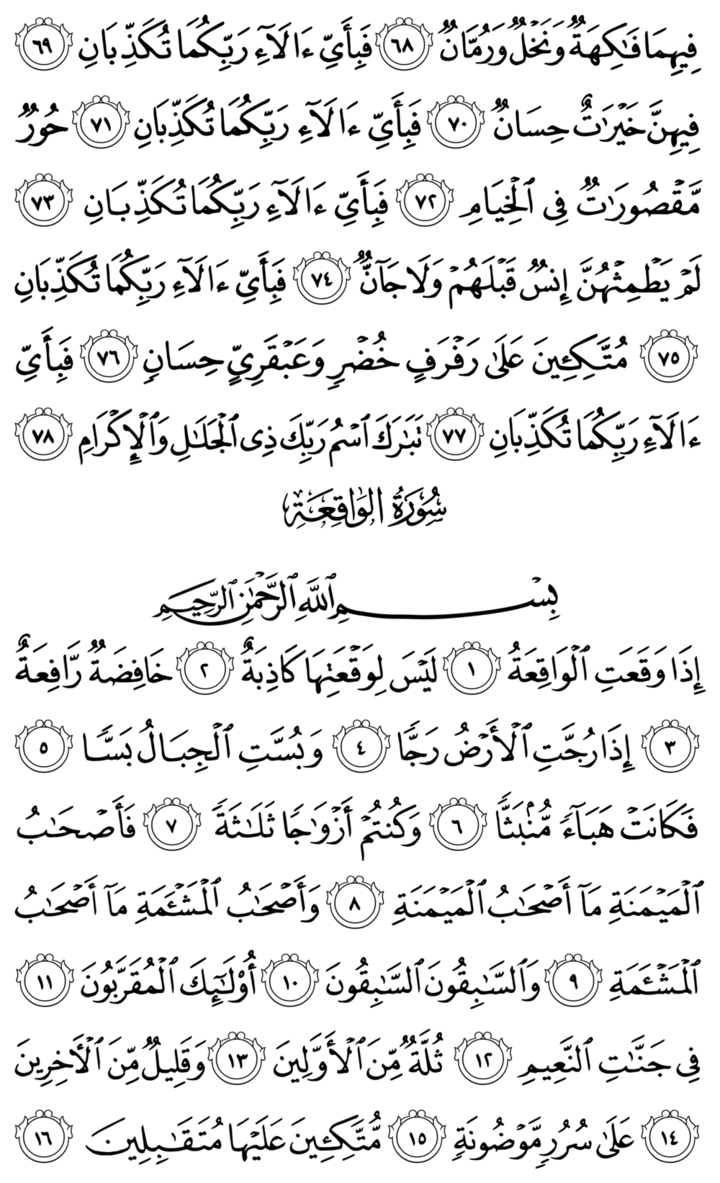 فِيهِمَا فَٰكِهَةٌ وَنَخْلٌ وَرُمَّانٌ ٦٨ فَبِأَيِّ ءَالَآءِ رَبِّكُمَا تُكَذِّبَانِ ٦٩
فِيهِنَّ خَيْرَٰتٌ حِسَانٌ ٧٠ فَبِأَيِّ ءَالَآءِ رَبِّكُمَا تُكَذِّبَانِ ٧١ حُورٌ
مَّقْصُورَٰتٌ فِي ٱلْخِيَامِ ٧٢ فَبِأَيِّ ءَالَآءِ رَبِّكُمَا تُكَذِّبَانِ ٧٣
لَمْ يَطْمِثْهُنَّ إِنسٌ قَبْلَهُمْ وَلَا جَآنٌّ ٧٤ فَبِأَيِّ ءَالَآءِ رَبِّكُمَا تُكَذِّبَانِ
٧٥ مُتَّكِـِٔينَ عَلَىٰ رَفْرَفٍ خُضْرٍ وَعَبْقَرِيٍّ حِسَانٍ ٧٦ فَبِأَيِّ
ءَالَآءِ رَبِّكُمَا تُكَذِّبَانِ ٧٧ تَبَٰرَكَ ٱسْمُ رَبِّكَ ذِي ٱلْجَلَٰلِ وَٱلْإِكْرَامِ ٧٨
سُورَةُ الْوَاقِعَةِ
بِسْمِ ٱللَّهِ ٱلرَّحْمَٰنِ ٱلرَّحِيمِ
إِذَا وَقَعَتِ ٱلْوَاقِعَةُ ١ لَيْسَ لِوَقْعَتِهَا كَاذِبَةٌ ٢ خَافِضَةٌ رَّافِعَةٌ
٣ إِذَا رُجَّتِ ٱلْأَرْضُ رَجًّا ٤ وَبُسَّتِ ٱلْجِبَالُ بَسًّا ٥
فَكَانَتْ هَبَآءً مُّنۢبَثًّا ٦ وَكُنتُمْ أَزْوَٰجًا ثَلَٰثَةً ٧ فَأَصْحَٰبُ
ٱلْمَيْمَنَةِ مَآ أَصْحَٰبُ ٱلْمَيْمَنَةِ ٨ وَأَصْحَٰبُ ٱلْمَشْـَٔمَةِ مَآ أَصْحَٰبُ
ٱلْمَشْـَٔمَةِ ٩ وَٱلسَّٰبِقُونَ ٱلسَّٰبِقُونَ ١٠ أُو۟لَٰٓئِكَ ٱلْمُقَرَّبُونَ ١١
فِي جَنَّٰتِ ٱلنَّعِيمِ ١٢ ثُلَّةٌ مِّنَ ٱلْأَوَّلِينَ ١٣ وَقَلِيلٌ مِّنَ ٱلْـَٔاخِرِينَ
١٤ عَلَىٰ سُرُرٍ مَّوْضُونَةٍ ١٥ مُّتَّكِـِٔينَ عَلَيْهَا مُتَقَٰبِلِينَ ١٦